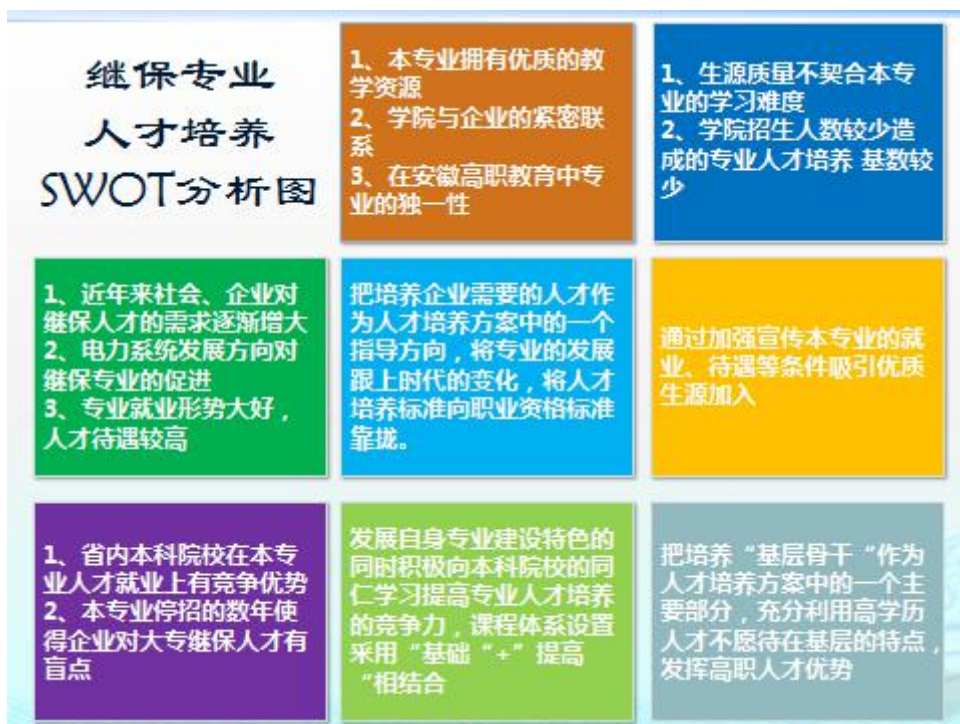 继保专业
人才培养
SWOT分析图
1、本专业拥有优质的教
学资源
2、学院与企业的紧密联
系
3、在安徽高职教育中专
业的独一性
1、生源质量不契合本专
业的学习难度
2、学院招生人数较少造
成的专业人才培养 基数较
少
1、近年来社会、企业对
继保人才的需求逐渐增大
2、电力系统发展方向对
继保专业的促进
3、专业就业形势大好，
人才待遇较高
把培养企业需要的人才作
为人才培养方案中的一个
指导方向，将专业的发展
跟上时代的变化，将人才
培养标准向职业资格标准
靠拢。
通过加强宣传本专业的就
业、待遇等条件吸引优质
生源加入
1、省内本科院校在本专
业人才就业上有竞争优势
2、本专业停招的数年使
得企业对大专继保人才有
盲点
发展自身专业建设特色的
同时积极向本科院校的同
仁学习提高专业人才培养
的竞争力，课程体系设置
采用“基础“+”提高
“相结合
把培养“基层骨干“作为
人才培养方案中的一个主
要部分，充分利用高学历
人才不愿待在基层的特点，
发挥高职人才优势